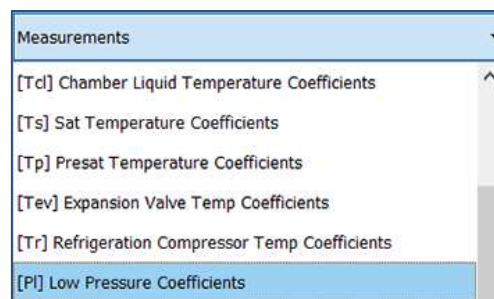 Measurements
[Tcl] Chamber Liquid Temperature Coefficients
[Ts] Sat Temperature Coefficients
[Tp] Presat Temperature Coefficients
[Tev] Expansion Valve Temp Coefficients
[Tr] Refrigeration Compressor Temp Coefficients
[Pl] Low Pressure Coefficients